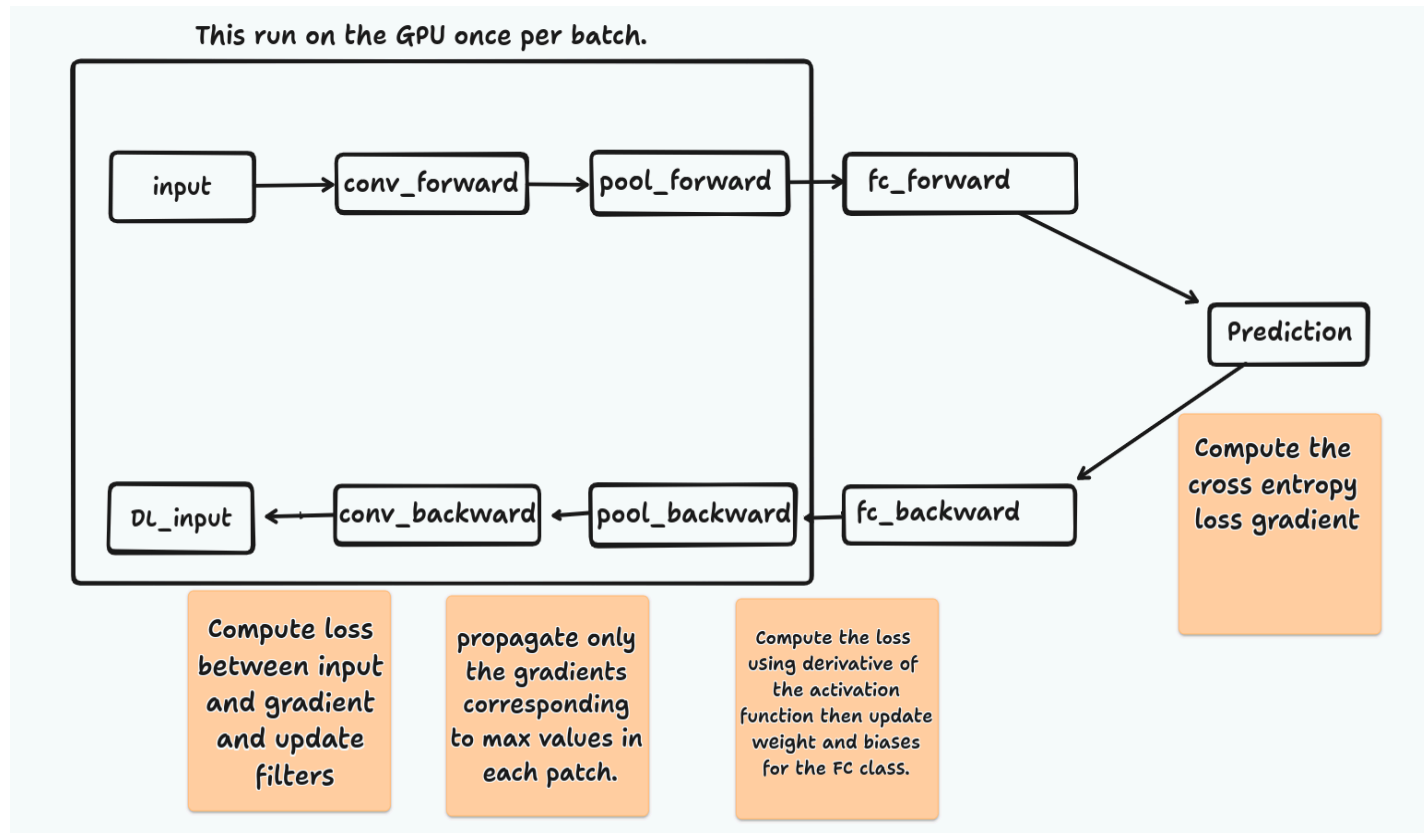 This run on the GPU once per batch.
input
conv_forward
pool_forward
fc_forward
Prediction
Compute the
cross entropy
loss gradient
DL_input
conv_backward
pool_backward
fc_backward
Compute loss
between input
and gradient
and update
filters
propagate only
the gradients
corresponding
to max values in
each patch.
Compute the loss
using derivative of
the activation
function then update
weight and biases
for the FC class.